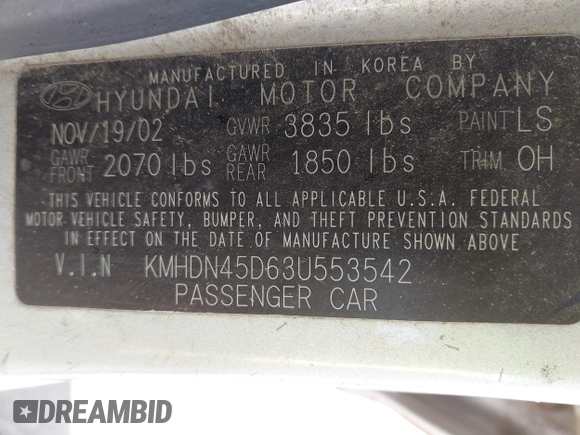 MANUFACTURED IN KOREA BY
HYUNDAI MOTOR COMPANY
NOV/19/02 GVWR 3835 lbs PAINT LS
GAWR FRONT 2070 lbs GAWR REAR 1850 lbs TRIM OH
THIS VEHICLE CONFORMS TO ALL APPLICABLE U.S.A. FEDERAL
MOTOR VEHICLE SAFETY, BUMPER, AND THEFT PREVENTION STANDARDS
IN EFFECT ON THE DATE OF MANUFACTURE SHOWN ABOVE
V.I.N KMHDN45D63U553542
PASSENGER CAR
DREAMBID